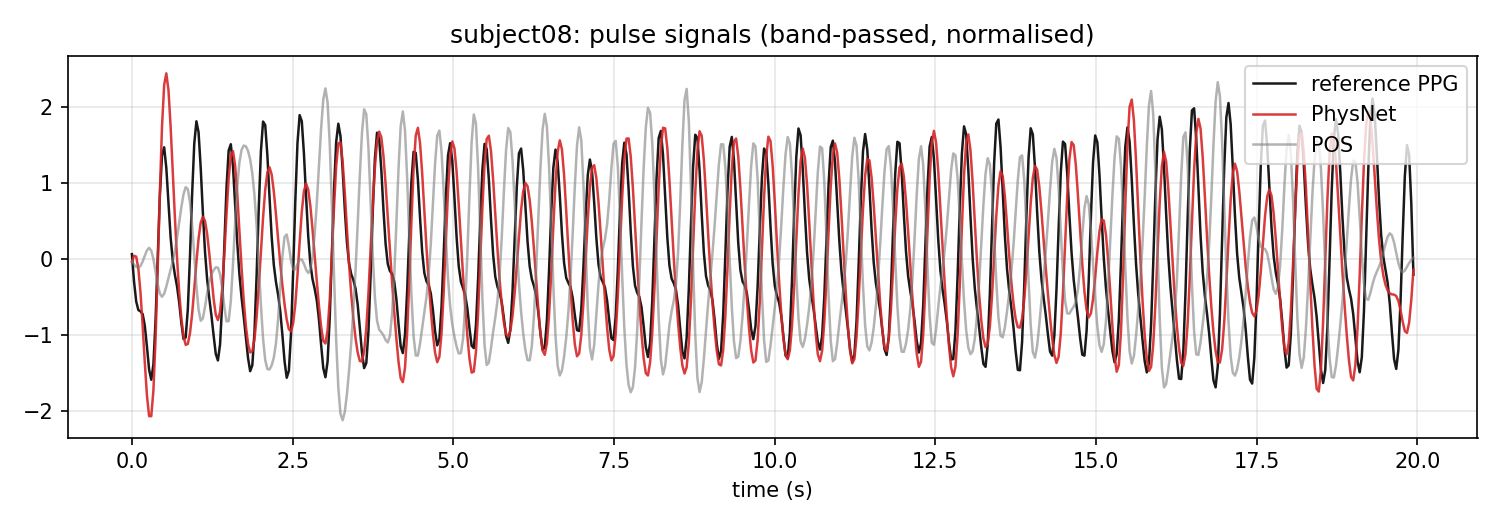 subject08: pulse signals (band-passed, normalised)
reference PPG
PhysNet
POS
2
1
0
−1
−2
0.0 2.5 5.0 7.5 10.0 12.5 15.0 17.5 20.0
time (s)